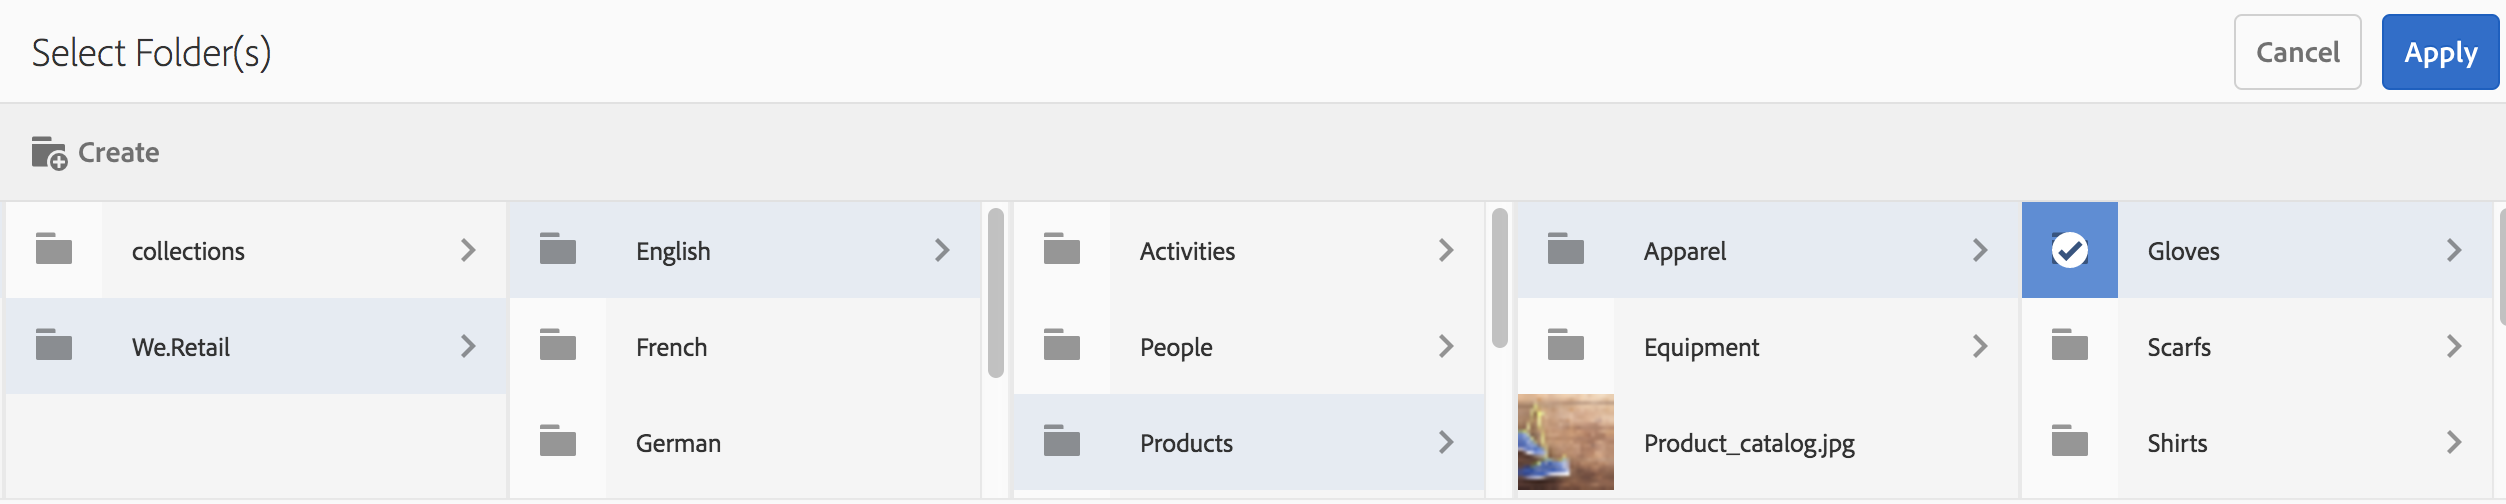 Select Folder(s)
Cancel
Apply
Create
collections
English
Activities
Apparel
Gloves
We.Retail
French
People
Equipment
Scarfs
German
Products
Product_catalog.jpg
Shirts